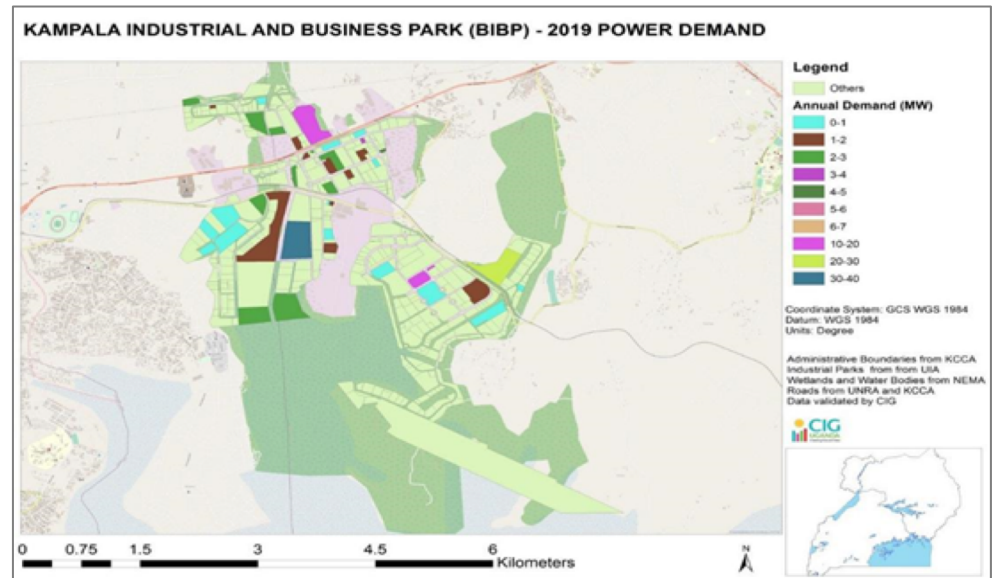 KAMPALA INDUSTRIAL AND BUSINESS PARK (BIBP) - 2019 POWER DEMAND
Legend
Others
Annual Demand (MW)
0-1
1-2
2-3
3-4
4-5
5-6
6-7
10-20
20-30
30-40
Coordinate System: GCS WGS 1984
Datum: WGS 1984
Units: Degree
Administrative Boundaries from KCCA
Industrial Parks from from UIA
Wetlands and Water Bodies from NEMA
Roads from UNRA and KCCA
Data validated by CIG
CIG
UGANDA
N
0 0.75 1.5 3 4.5 6
Kilometers